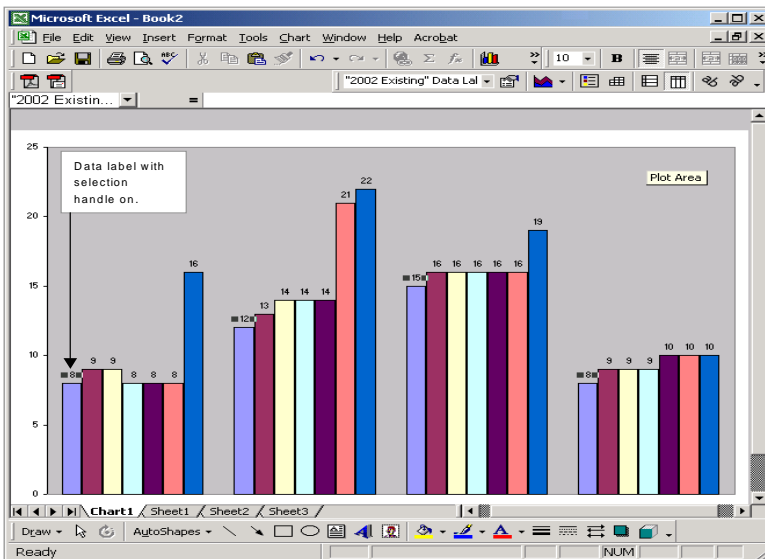 Microsoft Excel - Book2
File Edit View Insert Format Tools Chart Window Help Acrobat
ABC Σ fx » 10 B »
"2002 Existing" Data Lal
"2002 Existin... =
25
Data label with
selection
handle on.
Plot Area
22
21
20
19
16
16 16 16 16 16
15
15
14 14 14
13
12
10
10 10 10
9 9
9 9 9
8
8 8 8
8
5
0
Chart1 / Sheet1 / Sheet2 / Sheet3 /
Draw AutoShapes A
Ready NUM